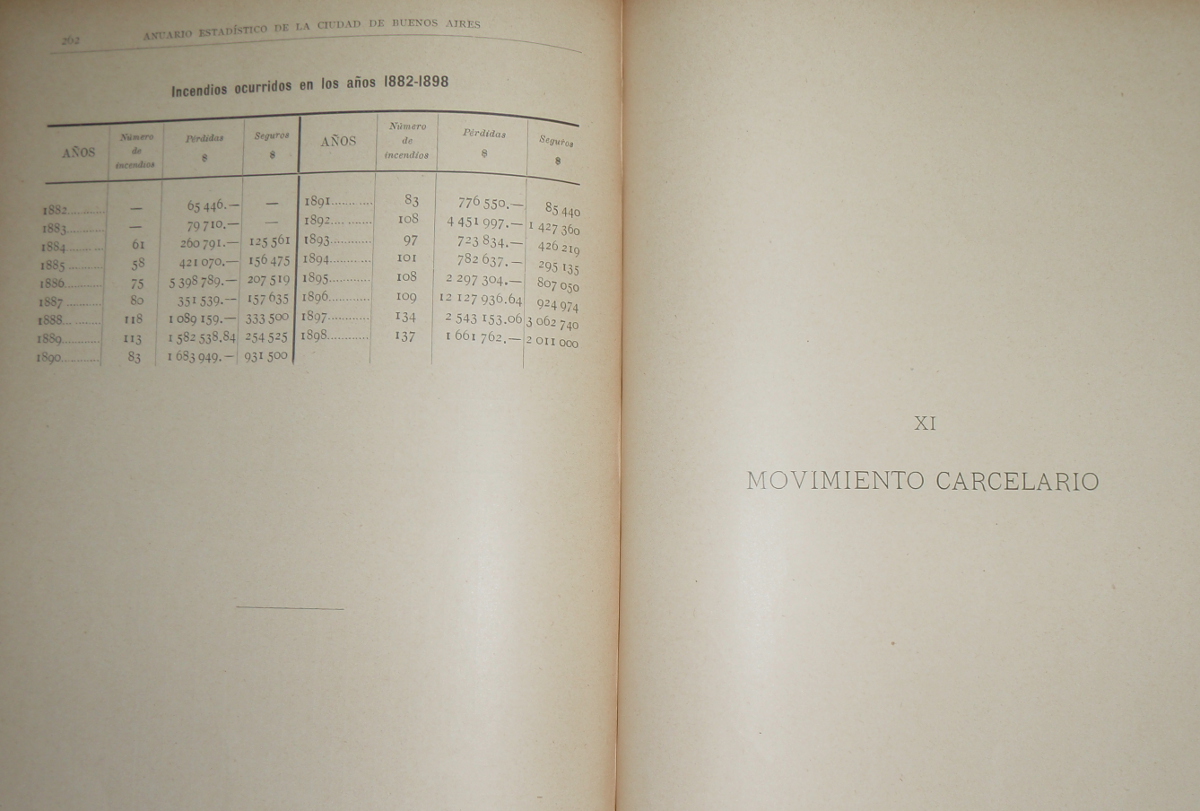 262 ANUARIO ESTADÍSTICO DE LA CIUDAD DE BUENOS AIRES
Incendios ocurridos en los años 1882-1898
AÑOS Número de incendios Pérdidas $ Seguros $ AÑOS Número de incendios Pérdidas $ Seguros $
1882........... — 65 446.— — 1891........... 83 776 550.— 85 440
1883........... — 79 710.— — 1892........... 108 4 451 997.— 1 427 360
1884........... 61 260 791.— 125 561 1893........... 97 723 834.— 426 219
1885........... 58 421 070.— 156 475 1894........... 101 782 637.— 295 135
1886........... 75 5 398 789.— 207 519 1895........... 108 2 297 304.— 807 050
1887........... 80 351 539.— 157 635 1896........... 109 12 127 936.64 924 974
1888........... 118 1 089 159.— 333 500 1897........... 134 2 543 153.06 3 062 740
1889........... 113 1 582 538.84 254 525 1898........... 137 1 661 762.— 2 011 000
1890........... 83 1 683 949.— 931 500
XI
MOVIMIENTO CARCELARIO